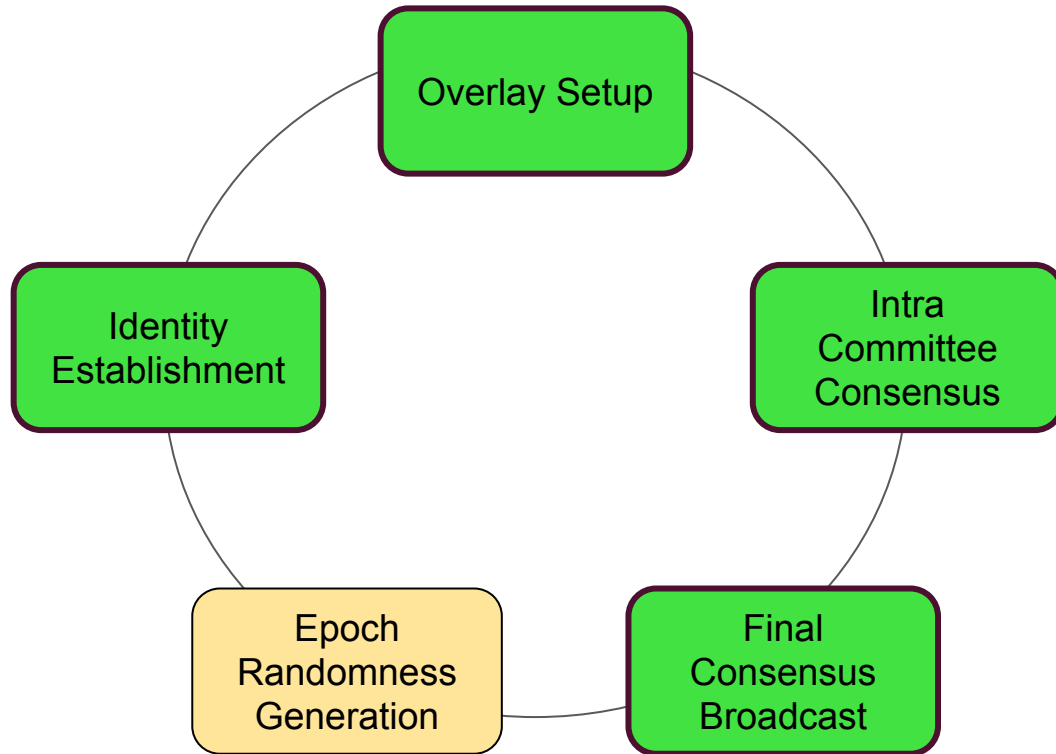 Overlay Setup
Identity
Establishment
Intra
Committee
Consensus
Epoch
Randomness
Generation
Final
Consensus
Broadcast